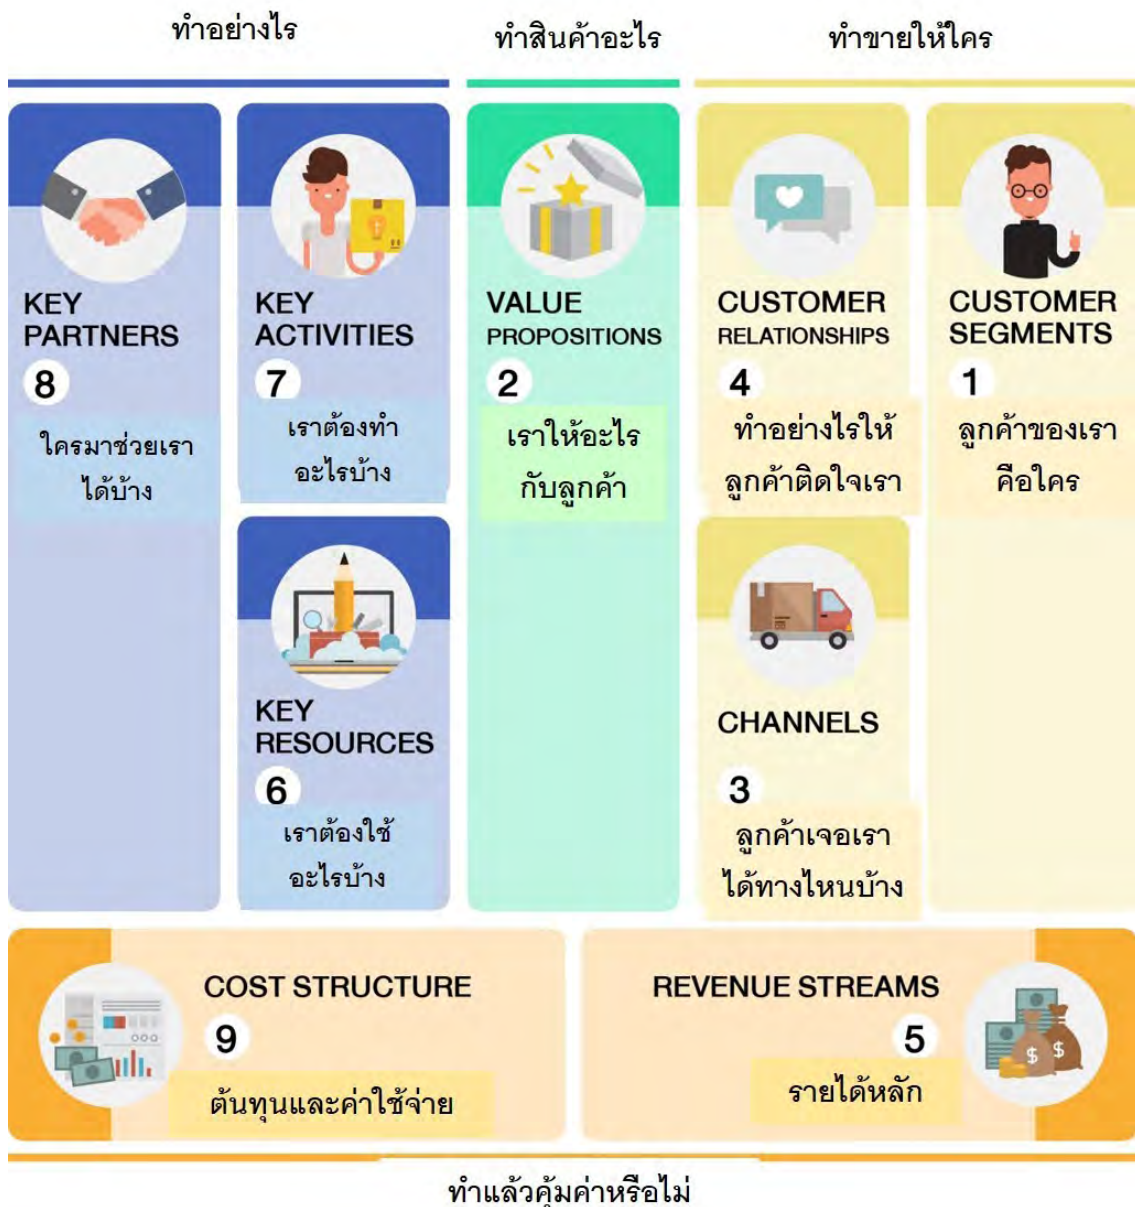 ทำอย่างไร
ทำสินค้าอะไร
ทำขายให้ใคร
KEY
PARTNERS
8
ใครมาช่วยเรา
ได้บ้าง
KEY
ACTIVITIES
7
เราต้องทำ
อะไรบ้าง
KEY
RESOURCES
6
เราต้องใช้
อะไรบ้าง
VALUE
PROPOSITIONS
2
เราให้อะไร
กับลูกค้า
CUSTOMER
RELATIONSHIPS
4
ทำอย่างไรให้
ลูกค้าติดใจเรา
CHANNELS
3
ลูกค้าเจอเรา
ได้ทางไหนบ้าง
CUSTOMER
SEGMENTS
1
ลูกค้าของเรา
คือใคร
COST STRUCTURE
9
ต้นทุนและค่าใช้จ่าย
REVENUE STREAMS
5
รายได้หลัก
$
$
ทำแล้วคุ้มค่าหรือไม่